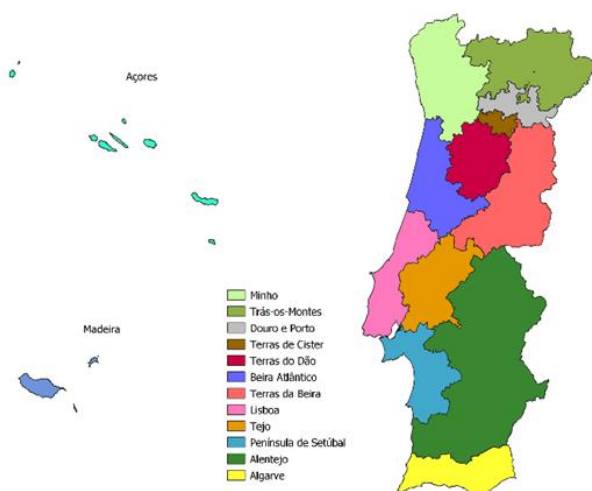 Açores
Madeira
Minho
Trás-os-Montes
Douro e Porto
Terras de Cister
Terras do Dão
Beira Atlântico
Terras da Beira
Lisboa
Tejo
Península de Setúbal
Alentejo
Algarve